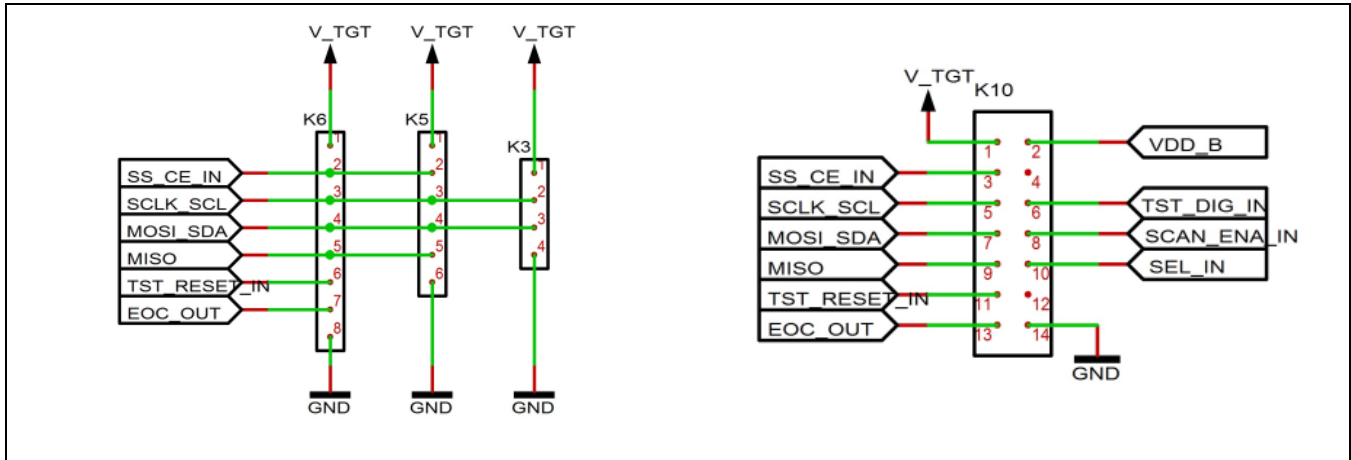 V_TGT V_TGT V_TGT
K6 K5 K3
1 1 1
SS_CE_IN 2 2
SCLK_SCL 3 3 2
MOSI_SDA 4 4 3
MISO 5 5 4
TST_RESET_IN 6 6
EOC_OUT 7
8
GND GND GND
V_TGT K10
1 2 VDD_B
SS_CE_IN 3 4
SCLK_SCL 5 6 TST_DIG_IN
MOSI_SDA 7 8 SCAN_ENA_IN
MISO 9 10 SEL_IN
TST_RESET_IN 11 12
EOC_OUT 13 14
GND